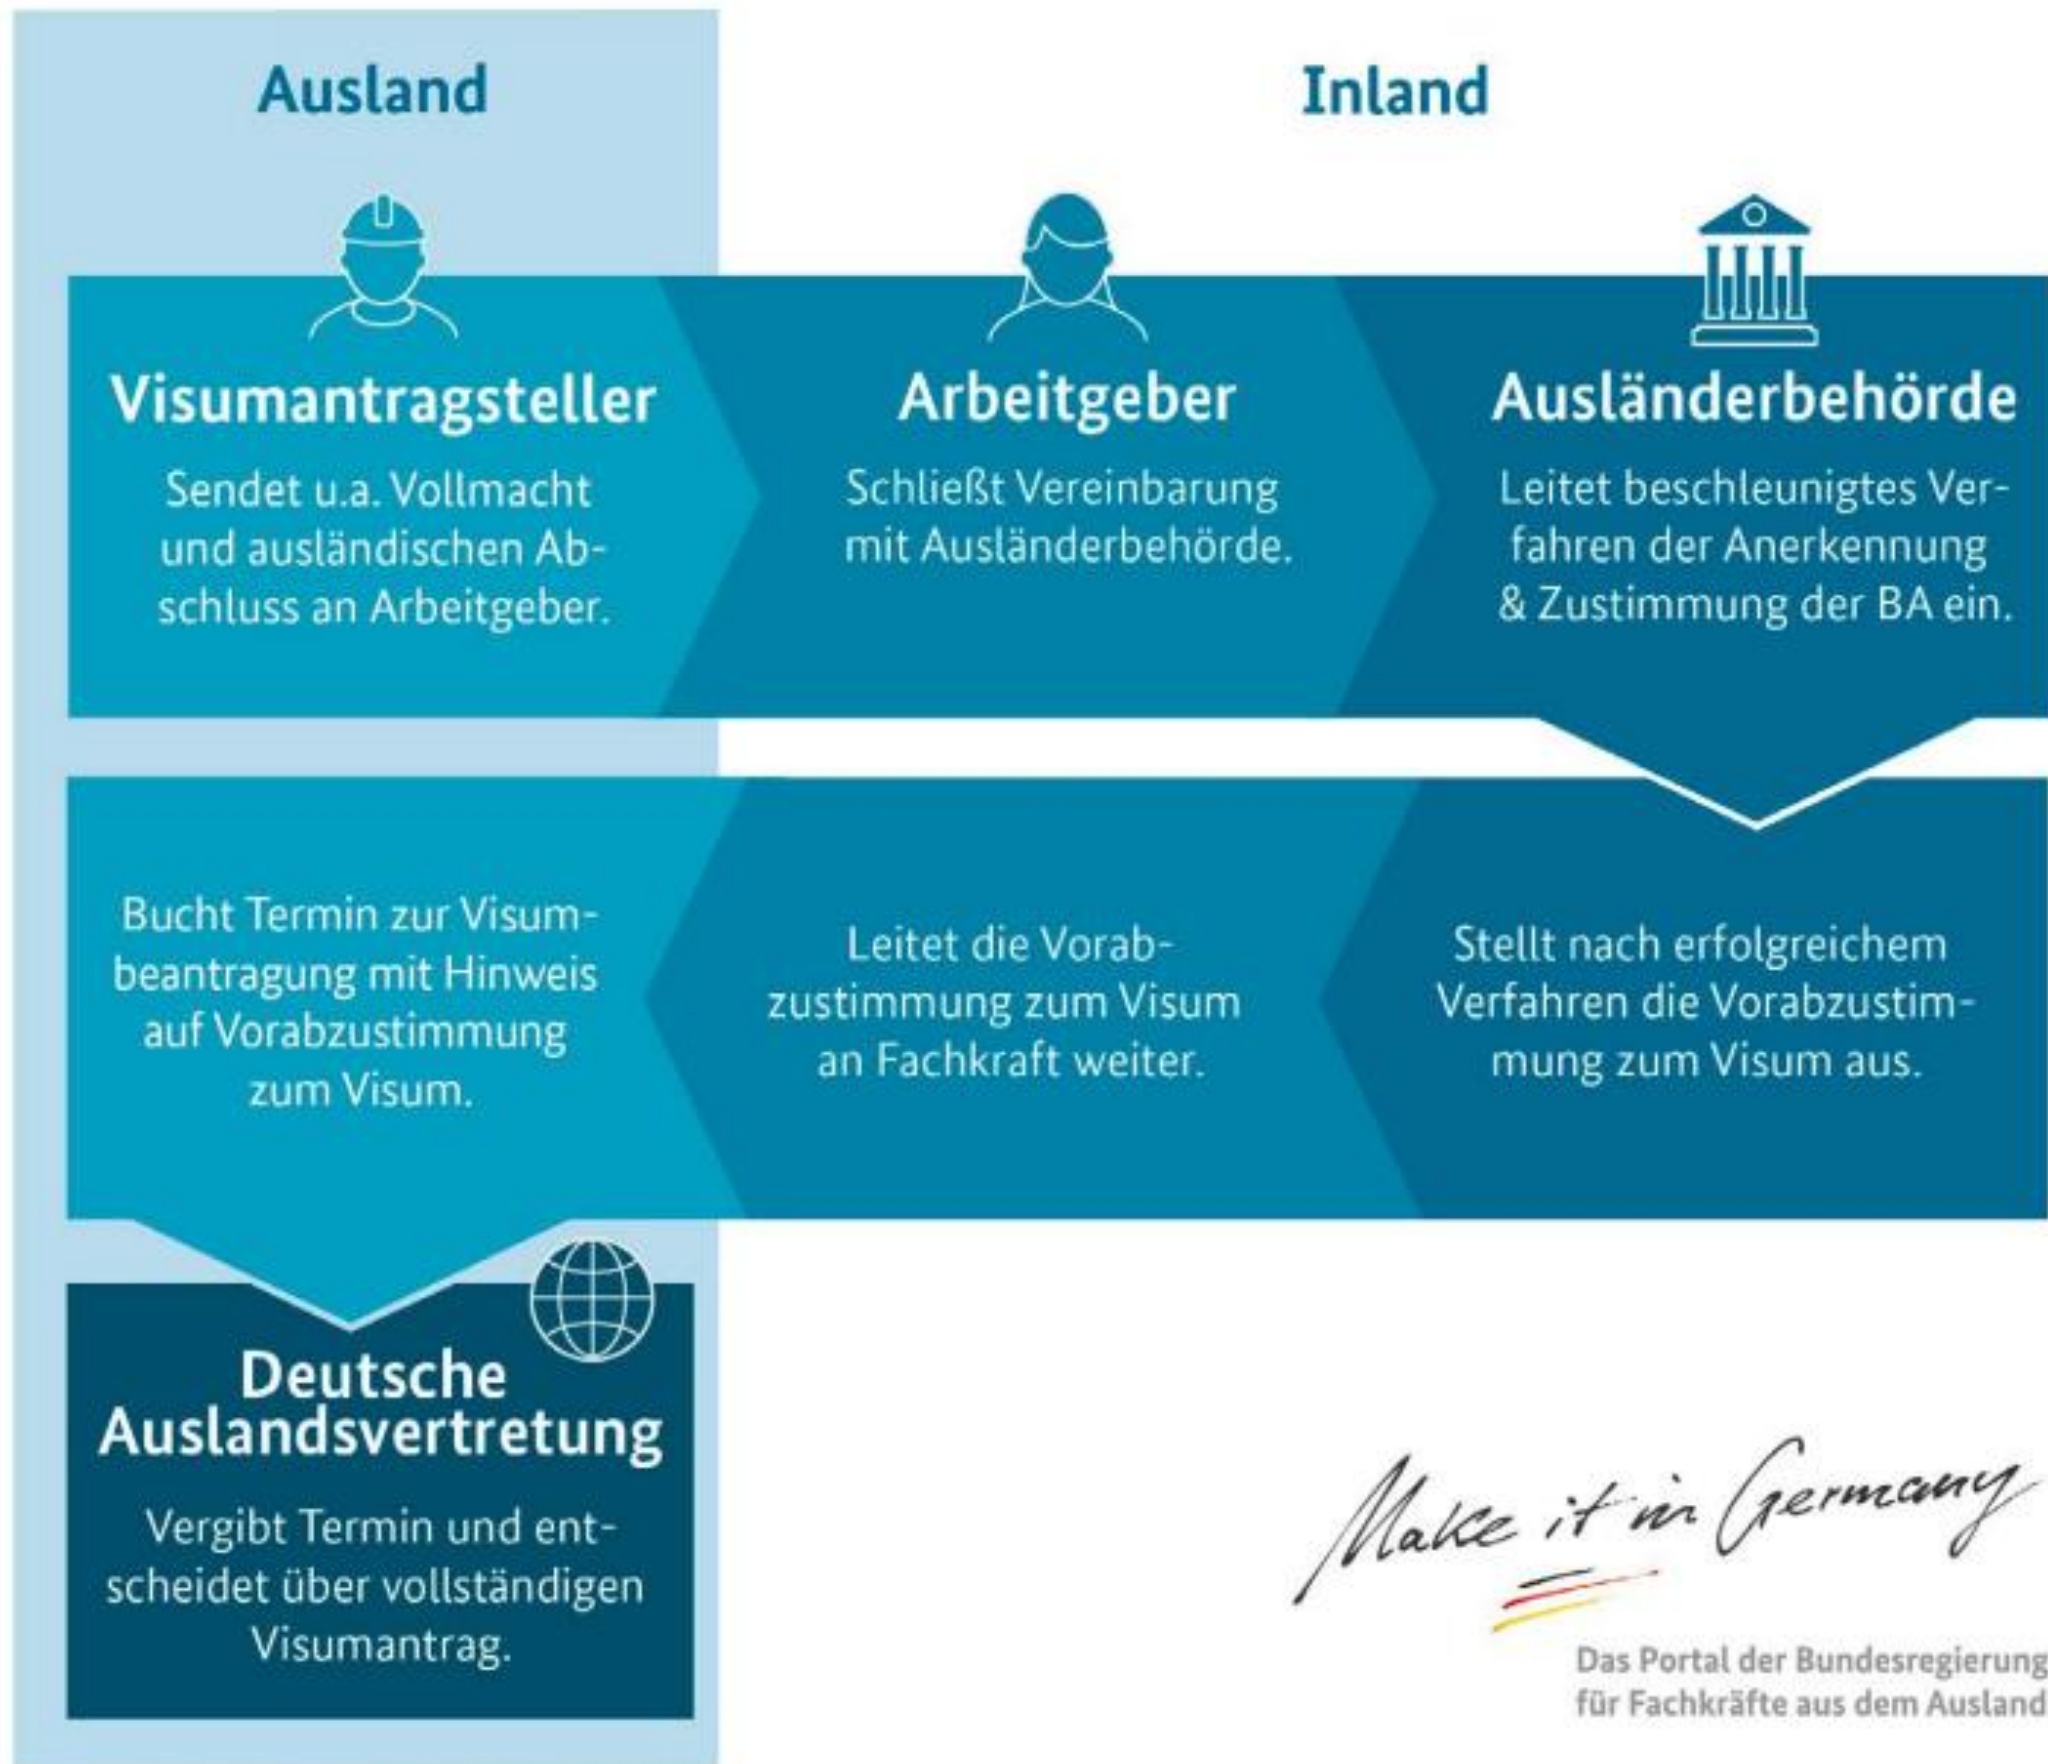 Ausland
Inland
Visumantragsteller
Sendet u.a. Vollmacht
und ausländischen Ab-
schluss an Arbeitgeber.
Arbeitgeber
Schließt Vereinbarung
mit Ausländerbehörde.
Ausländerbehörde
Leitet beschleunigtes Ver-
fahren der Anerkennung
& Zustimmung der BA ein.
Stellt nach erfolgreichem
Verfahren die Vorabzustim-
mung zum Visum aus.
Leitet die Vorab-
zustimmung zum Visum
an Fachkraft weiter.
Bucht Termin zur Visum-
beantragung mit Hinweis
auf Vorabzustimmung
zum Visum.
Deutsche
Auslandsvertretung
Vergibt Termin und ent-
scheidet über vollständigen
Visumantrag.
Make it in Germany
Das Portal der Bundesregierung
für Fachkräfte aus dem Ausland